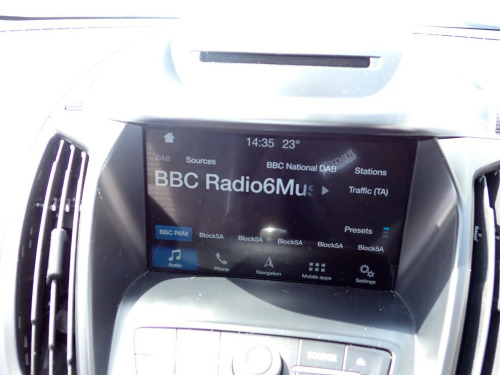 14:35 23°
DAB Sources BBC National DAB Stations
BBC Radio6Mus
Traffic (TA)
Presets
BBC R6M Block5A Block5A Block5A Block5A Block5A
Audio Phone Navigation Mobile apps Settings
SOURCE